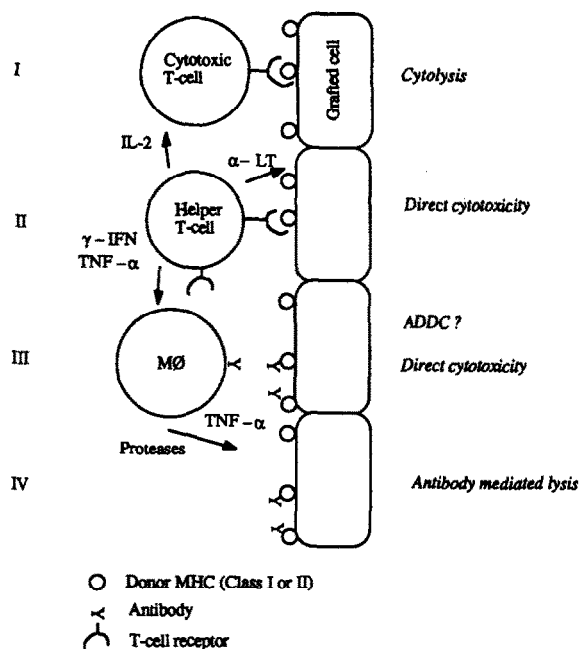 I
Cytotoxic
T-cell
Grafted cell
Cytolysis
IL-2
α– LT
II
Helper
T-cell
Direct cytotoxicity
γ – IFN
TNF – α
ADDC ?
III
MØ
Direct cytotoxicity
TNF – α
Proteases
IV
Antibody mediated lysis
Donor MHC (Class I or II)
Antibody
T-cell receptor